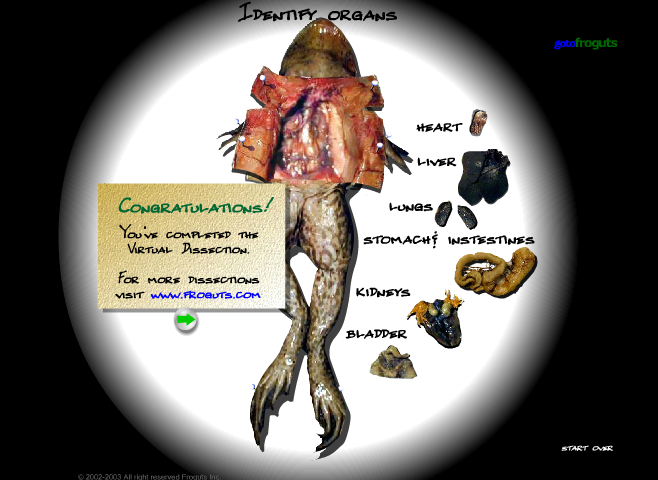 Identify organs
gotofroguts
Heart
Liver
Lungs
Stomach & Instestines
Kidneys
Bladder
Congratulations!
You've completed the
Virtual Dissection.
For more dissections
visit www.froguts.com
Start over
© 2002-2003 All right reserved Froguts Inc.